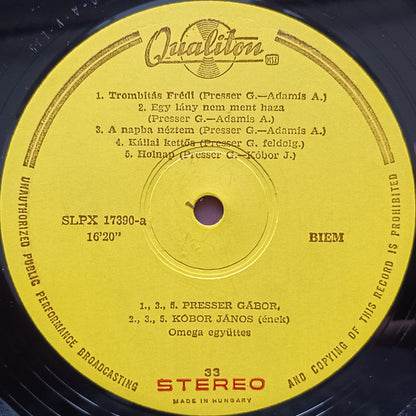 Qualiton
1. Trombitás Frédi (Presser G.—Adamis A.)
2. Egy lány nem ment haza
(Presser G.—Adamis A.)
3. A napba néztem (Presser G.—Adamis A.)
4. Kállai kettős (Presser G. feldolg.)
5. Holnap (Presser G.—Kóbor J.)
SLPX 17390-a
16'20"
BIEM
1., 3., 5. PRESSER GÁBOR,
2., 3., 5. KÓBOR JÁNOS (ének)
Omega együttes
33
STEREO
MADE IN HUNGARY
UNAUTHORIZED PUBLIC PERFORMANCE BROADCASTING
AND COPYING OF THIS RECORD IS PROHIBITED